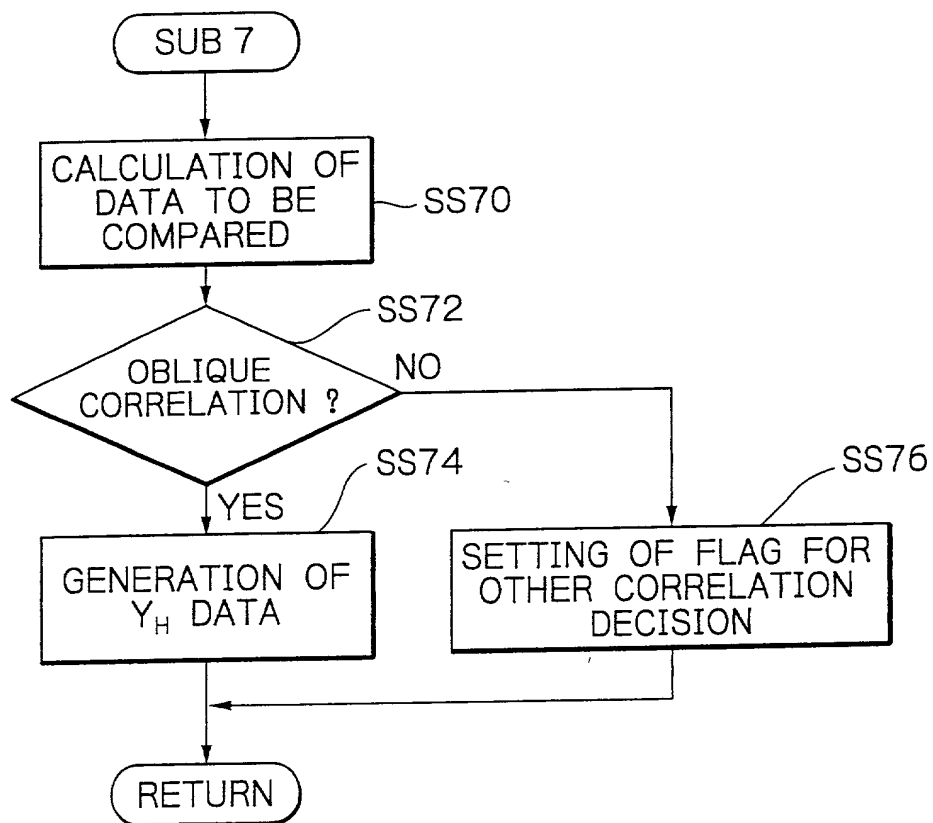 SUB 7
CALCULATION OF
DATA TO BE
COMPARED
SS70
SS72
OBLIQUE
CORRELATION ?
NO
SS74
YES
SS76
GENERATION OF
Y_H DATA
SETTING OF FLAG FOR
OTHER CORRELATION
DECISION
RETURN